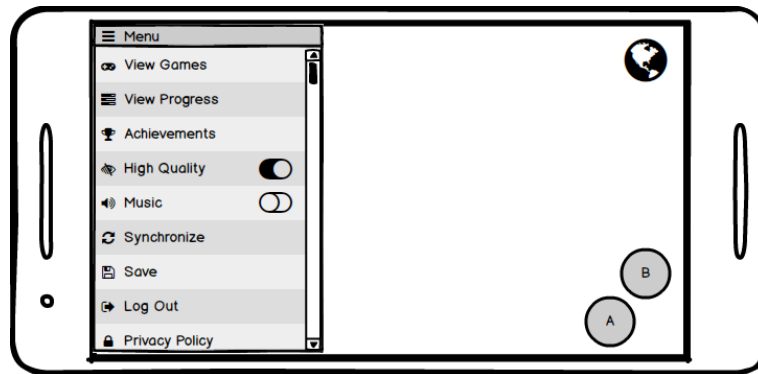 Menu
View Games
View Progress
Achievements
High Quality
Music
Synchronize
Save
Log Out
Privacy Policy
B
A